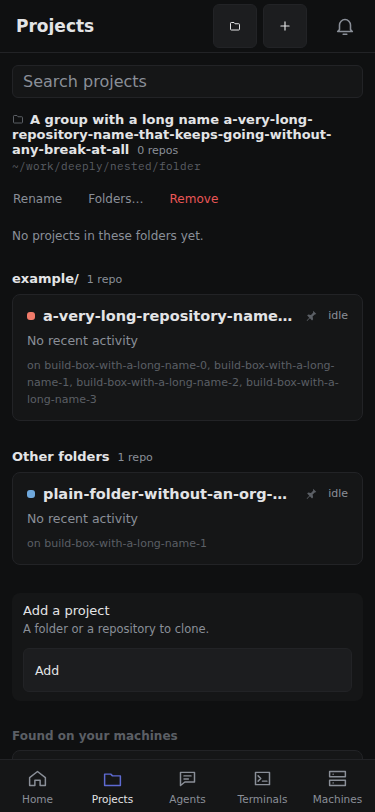 Projects
Search projects
A group with a long name a-very-long-
repository-name-that-keeps-going-without-
any-break-at-all 0 repos
~/work/deeply/nested/folder
Rename Folders… Remove
No projects in these folders yet.
example/ 1 repo
a-very-long-repository-name… idle
No recent activity
on build-box-with-a-long-name-0, build-box-with-a-long-
name-1, build-box-with-a-long-name-2, build-box-with-a-
long-name-3
Other folders 1 repo
plain-folder-without-an-org-… idle
No recent activity
on build-box-with-a-long-name-1
Add a project
A folder or a repository to clone.
Add
Found on your machines
Home Projects Agents Terminals Machines